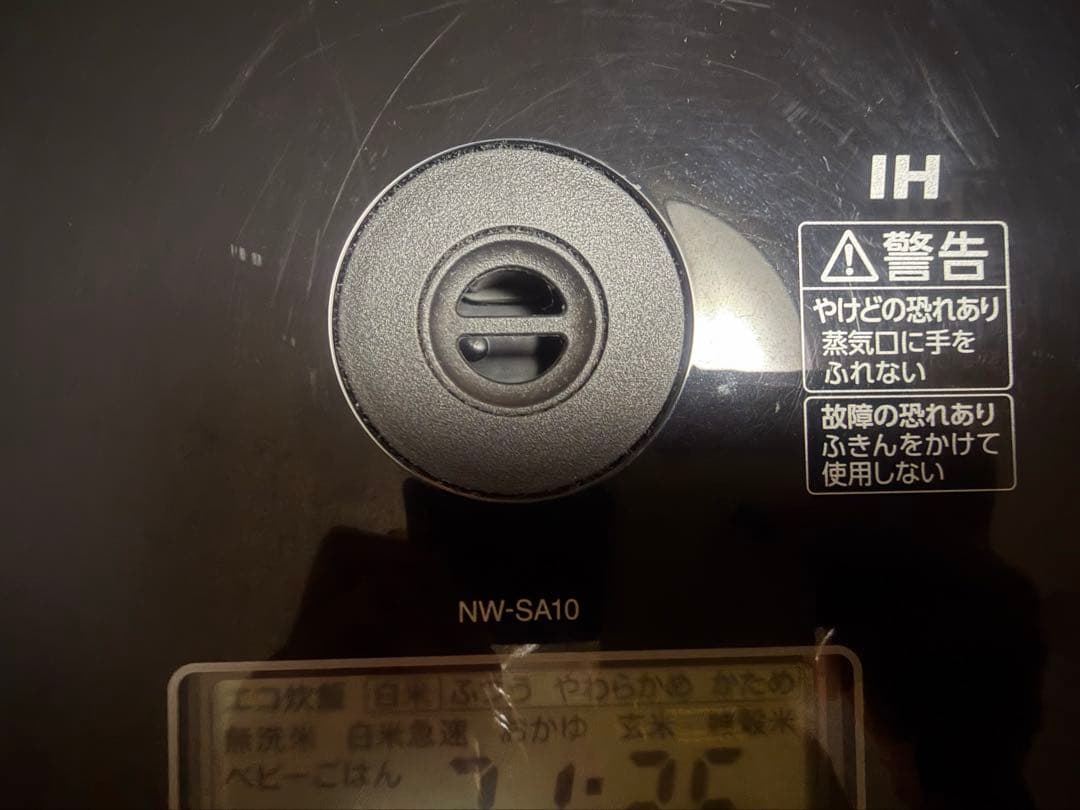 IH
⚠警告
やけどの恐れあり
蒸気口に手を
ふれない
故障の恐れあり
ふきんをかけて
使用しない
NW-SA10
エコ炊飯 白米 ふつう やわらかめ かため
無洗米 白米急速 おかゆ 玄米 雑穀米
ベビーごはん